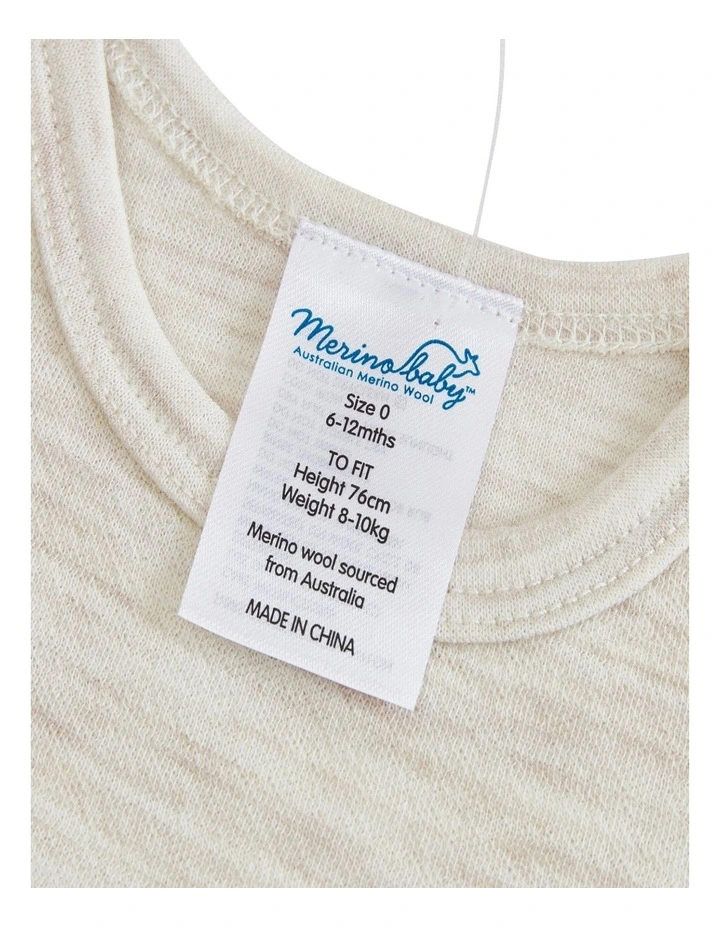 Merinobaby™
Australian Merino Wool
Size 0
6-12mths
TO FIT
Height 76cm
Weight 8-10kg
Merino wool sourced
from Australia
MADE IN CHINA